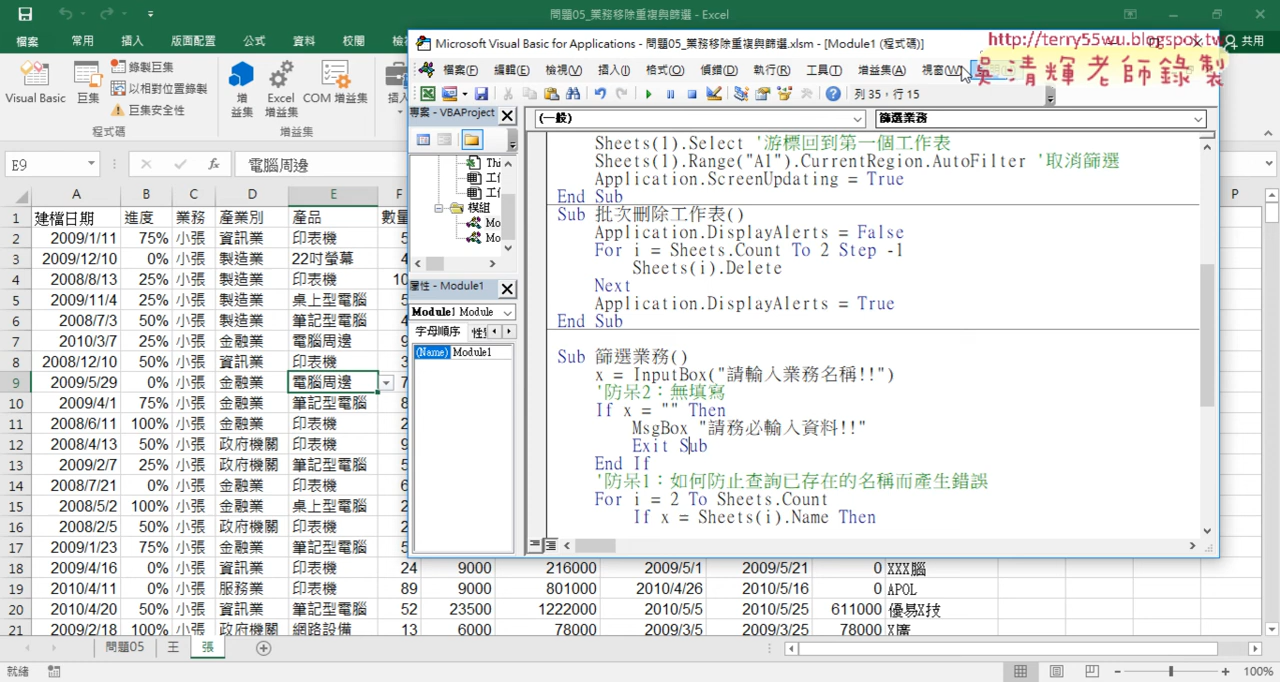 問題05_業務移除重複與篩選 - Excel
檔案 常用 插入 版面配置 公式 資料 校閱 共用
Visual Basic 巨集 錄製巨集 以相對位置錄製 巨集安全性 增益集 Excel 增益集 COM 增益集
程式碼 增益集
E9 fx 電腦周邊
Microsoft Visual Basic for Applications - 問題05_業務移除重複與篩選.xlsm - [Module1 (程式碼)]
http://terry55wu.blogspot.tw
吳清輝老師錄製
檔案(F) 編輯(E) 檢視(V) 插入(I) 格式(O) 偵錯(D) 執行(R) 工具(T) 增益集(A) 視窗(W)
列 35，行 15
專案 - VBAProject
模組
屬性 - Module1
Module1 Module
字母順序
(Name) Module1
(一般) 篩選業務
Sheets(1).Select '游標回到第一個工作表
Sheets(1).Range("A1").CurrentRegion.AutoFilter '取消篩選
Application.ScreenUpdating = True
End Sub
Sub 批次刪除工作表()
Application.DisplayAlerts = False
For i = Sheets.Count To 2 Step -1
Sheets(i).Delete
Next
Application.DisplayAlerts = True
End Sub
Sub 篩選業務()
x = InputBox("請輸入業務名稱!!")
'防呆2：無填寫
If x = "" Then
MsgBox "請務必輸入資料!!"
Exit Sub
End If
'防呆1：如何防止查詢已存在的名稱而產生錯誤
For i = 2 To Sheets.Count
If x = Sheets(i).Name Then
A B C D E F P
1 建檔日期 進度 業務 產業別 產品 數量
2 2009/1/11 75% 小張 資訊業 印表機
3 2009/12/10 0% 小張 製造業 22吋螢幕
4 2008/8/13 25% 小張 製造業 印表機
5 2009/11/4 25% 小張 製造業 桌上型電腦
6 2008/7/3 50% 小張 製造業 筆記型電腦
7 2010/3/7 25% 小張 金融業 電腦周邊
8 2008/12/10 50% 小張 資訊業 印表機
9 2009/5/29 0% 小張 金融業 電腦周邊
10 2009/4/1 75% 小張 金融業 筆記型電腦
11 2008/6/11 100% 小張 金融業 印表機
12 2008/4/13 50% 小張 政府機關 印表機
13 2009/2/7 25% 小張 金融業 筆記型電腦
14 2008/7/21 0% 小張 金融業 印表機
15 2008/5/2 100% 小張 資訊業 桌上型電腦
16 2008/2/5 50% 小張 政府機關 印表機
17 2009/1/23 75% 小張 金融業 筆記型電腦
18 2009/4/16 0% 小張 資訊業 印表機 24 9000 216000 2009/5/1 2009/5/21 0 XXX腦
19 2010/4/11 0% 小張 服務業 印表機 89 9000 801000 2010/4/26 2010/5/16 0 APOL
20 2010/4/20 50% 小張 資訊業 筆記型電腦 52 23500 1222000 2010/5/5 2010/5/25 611000 優易X技
21 2009/2/18 100% 小張 政府機關 網路設備 13 6000 78000 2009/3/5 2009/3/25 78000 X廣
問題05 王 張
就緒 100%